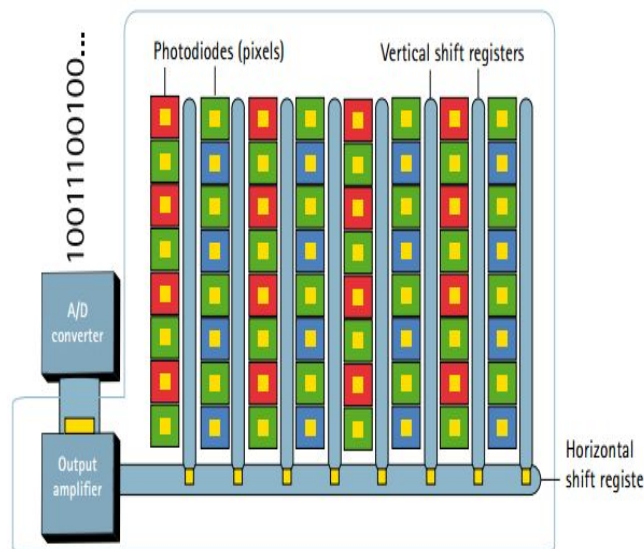 10011100100...
Photodiodes (pixels)
Vertical shift registers
A/D
converter
Output
amplifier
Horizontal
shift registe